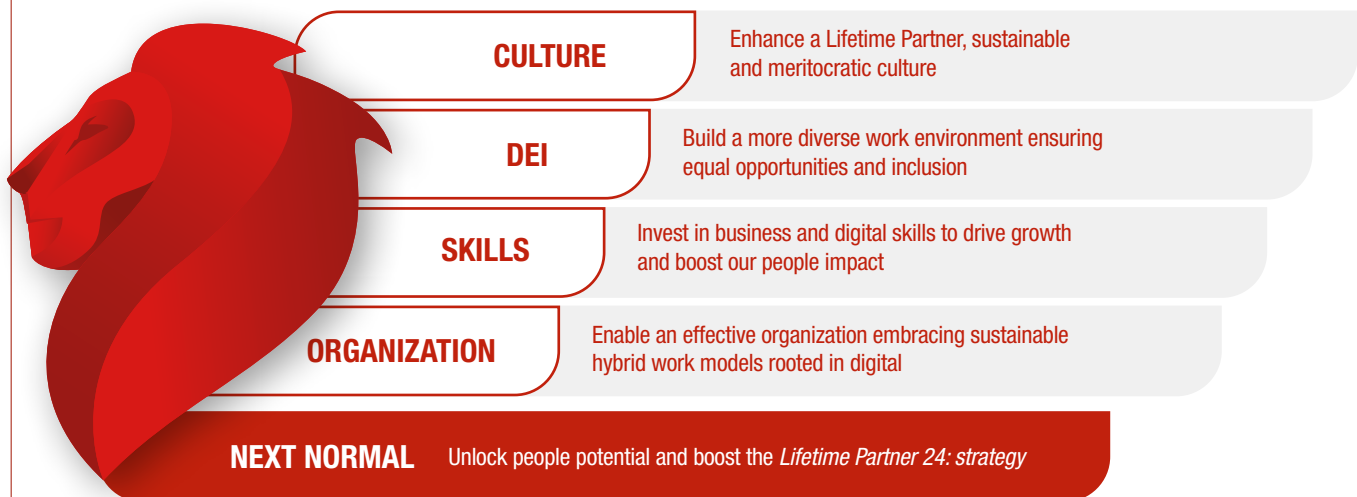 CULTURE
Enhance a Lifetime Partner, sustainable
and meritocratic culture
DEI
Build a more diverse work environment ensuring
equal opportunities and inclusion
SKILLS
Invest in business and digital skills to drive growth
and boost our people impact
ORGANIZATION
Enable an effective organization embracing sustainable
hybrid work models rooted in digital
NEXT NORMAL Unlock people potential and boost the Lifetime Partner 24: strategy